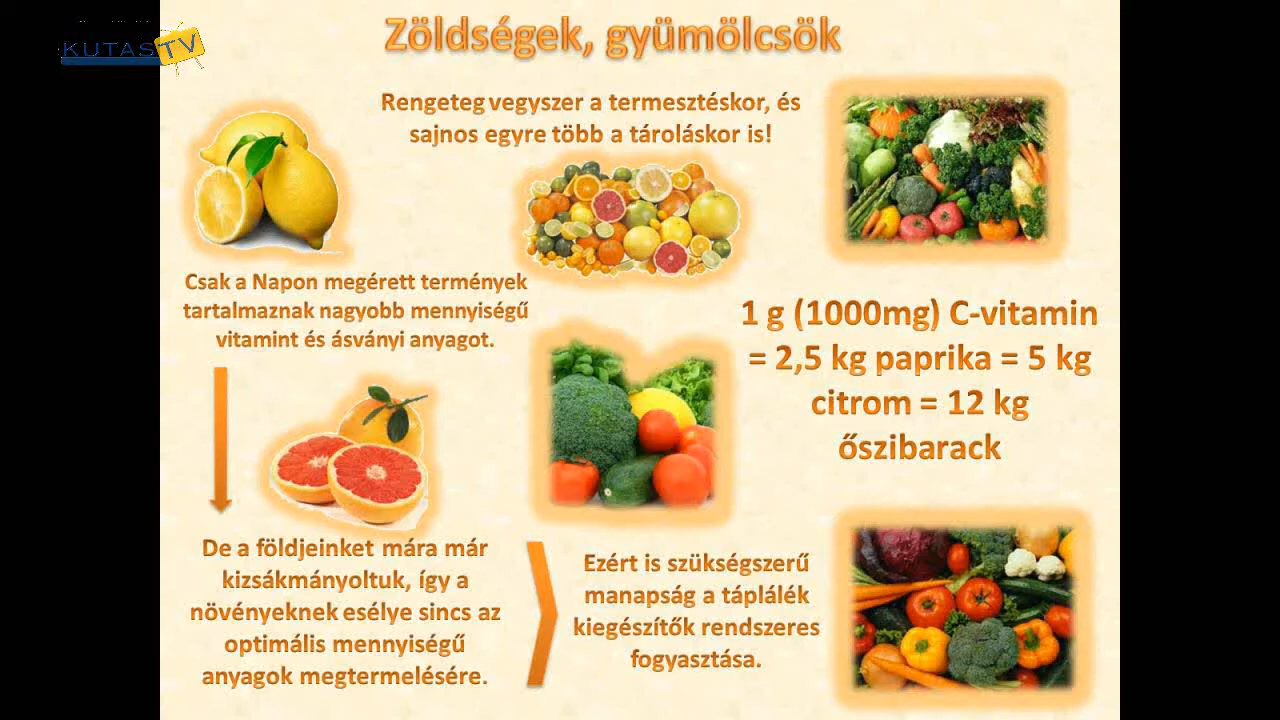 KUTAS TV
Zöldségek, gyümölcsök
Rengeteg vegyszer a termesztéskor, és
sajnos egyre több a tároláskor is!
Csak a Napon megérett termények
tartalmaznak nagyobb mennyiségű
vitamint és ásványi anyagot.
1 g (1000mg) C-vitamin
= 2,5 kg paprika = 5 kg
citrom = 12 kg
őszibarack
De a földjeinket mára már
kizsákmányoltuk, így a
növényeknek esélye sincs az
optimális mennyiségű
anyagok megtermelésére.
Ezért is szükségszerű
manapság a táplálék
kiegészítők rendszeres
fogyasztása.